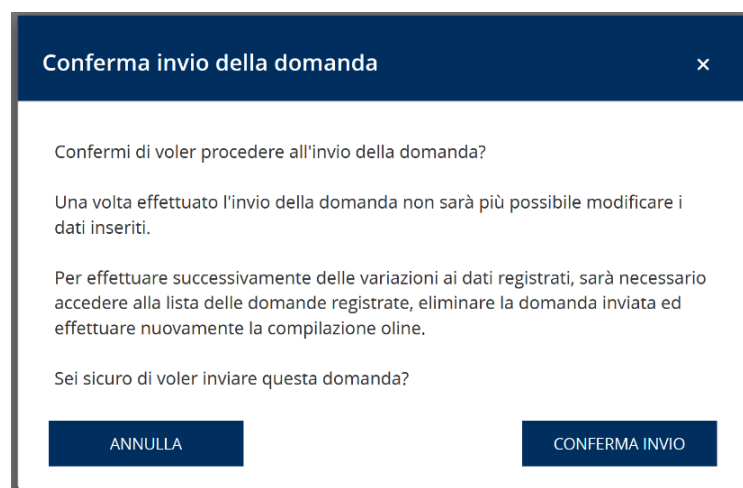 Conferma invio della domanda
×
Confermi di voler procedere all'invio della domanda?
Una volta effettuato l'invio della domanda non sarà più possibile modificare i
dati inseriti.
Per effettuare successivamente delle variazioni ai dati registrati, sarà necessario
accedere alla lista delle domande registrate, eliminare la domanda inviata ed
effettuare nuovamente la compilazione oline.
Sei sicuro di voler inviare questa domanda?
ANNULLA
CONFERMA INVIO